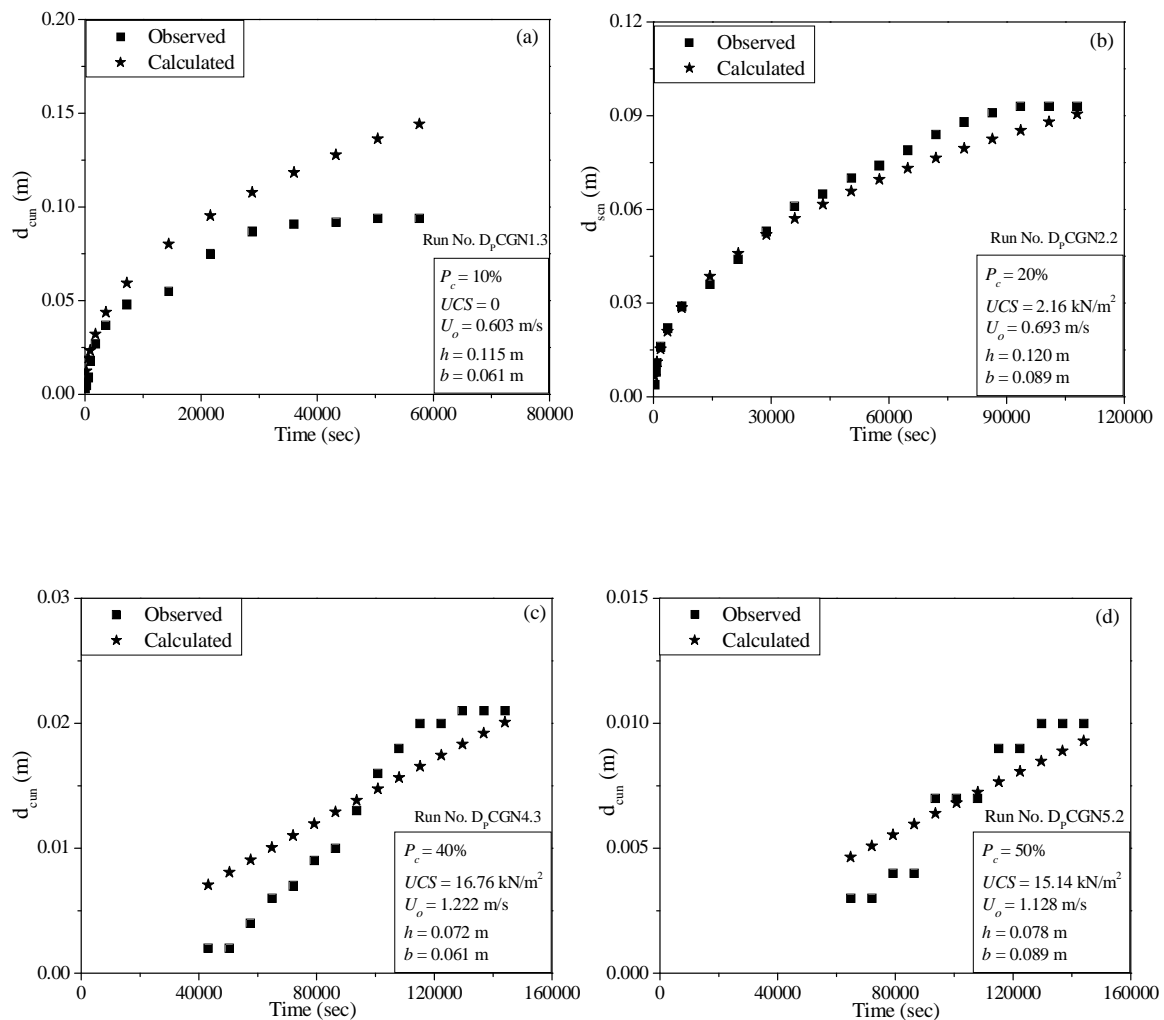 0.20
Observed
Calculated
(a)
0.15
0.10
0.05
0.00
d_cun (m)
Run No. D_PCGN1.3
P_c = 10%
UCS = 0
U_o = 0.603 m/s
h = 0.115 m
b = 0.061 m
0 20000 40000 60000 80000
Time (sec)
0.12
Observed
Calculated
(b)
0.09
0.06
0.03
0.00
d_scn (m)
Run No. D_PCGN2.2
P_c = 20%
UCS = 2.16 kN/m²
U_o = 0.693 m/s
h = 0.120 m
b = 0.089 m
0 30000 60000 90000 120000
Time (sec)
0.03
Observed
Calculated
(c)
0.02
0.01
0.00
d_cun (m)
Run No. D_PCGN4.3
P_c = 40%
UCS = 16.76 kN/m²
U_o = 1.222 m/s
h = 0.072 m
b = 0.061 m
0 40000 80000 120000 160000
Time (sec)
0.015
Observed
Calculated
(d)
0.010
0.005
0.000
d_cun (m)
Run No. D_PCGN5.2
P_c = 50%
UCS = 15.14 kN/m²
U_o = 1.128 m/s
h = 0.078 m
b = 0.089 m
0 40000 80000 120000 160000
Time (sec)